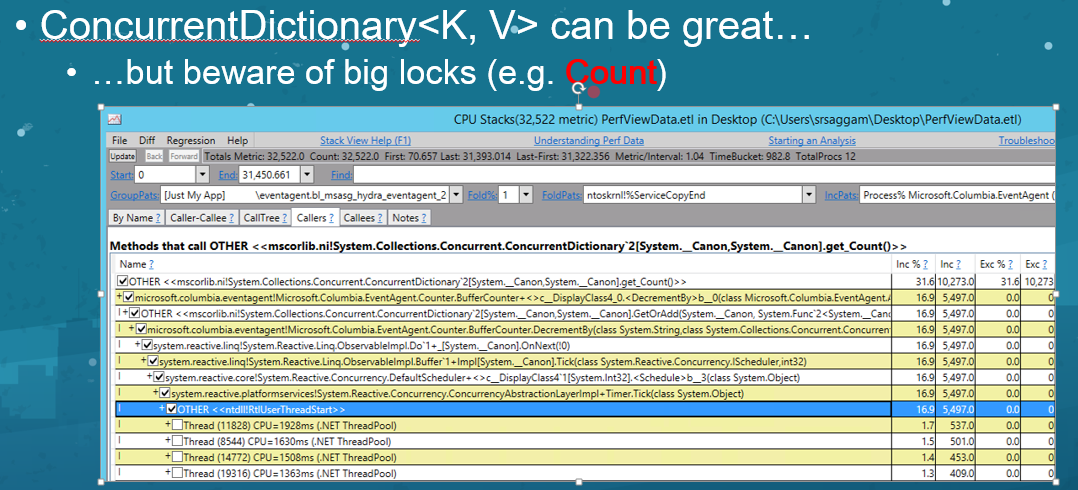 • ConcurrentDictionary<K, V> can be great…
• …but beware of big locks (e.g. Count)
CPU Stacks(32,522 metric) PerfViewData.etl in Desktop (C:\Users\srsaggam\Desktop\PerfViewData.etl)
File Diff Regression Help Stack View Help (F1) Understanding Perf Data Starting an Analysis Troubleshoo
Update Back Forward Totals Metric: 32,522.0 Count: 32,522.0 First: 70.657 Last: 31,393.014 Last-First: 31,322.356 Metric/Interval: 1.04 TimeBucket: 982.8 TotalProcs 12
Start: 0 End: 31,450.661 Find:
GroupPats: [Just My App] \eventagent.bl_msasg_hydra_eventagent_2 Fold%: 1 FoldPats: ntoskrnl!%ServiceCopyEnd IncPats: Process% Microsoft.Columbia.EventAgent (
By Name ? Caller-Callee ? CallTree ? Callers ? Callees ? Notes ?
Methods that call OTHER <<mscorlib.ni!System.Collections.Concurrent.ConcurrentDictionary`2[System.__Canon,System.__Canon].get_Count()>>
Name ? Inc % ? Inc ? Exc % ? Exc ?
OTHER <<mscorlib.ni!System.Collections.Concurrent.ConcurrentDictionary`2[System.__Canon,System.__Canon].get_Count()>> 31.6 10,273.0 31.6 10,273
+microsoft.columbia.eventagent!Microsoft.Columbia.EventAgent.Counter.BufferCounter+<>c__DisplayClass4_0.<DecrementBy>b__0(class Microsoft.Columbia.EventAgent.A 16.9 5,497.0 0.0 0
|+OTHER <<mscorlib.ni!System.Collections.Concurrent.ConcurrentDictionary`2[System.__Canon,System.__Canon].GetOrAdd(System.__Canon, System.Func`2<System.__Canc 16.9 5,497.0 0.0 0
| +microsoft.columbia.eventagent!Microsoft.Columbia.EventAgent.Counter.BufferCounter.DecrementBy(class System.String,class System.Collections.Concurrent.Concurren 16.9 5,497.0 0.0 0
| +system.reactive.linq!System.Reactive.Linq.ObservableImpl.Do`1+_[System.__Canon].OnNext(!0) 16.9 5,497.0 0.0 0
| +system.reactive.linq!System.Reactive.Linq.ObservableImpl.Buffer`1+Impl[System.__Canon].Tick(class System.Reactive.Concurrency.IScheduler,int32) 16.9 5,497.0 0.0 0
| +system.reactive.core!System.Reactive.Concurrency.DefaultScheduler+<>c__DisplayClass4`1[System.Int32].<Schedule>b__3(class System.Object) 16.9 5,497.0 0.0 0
| +system.reactive.platformservices!System.Reactive.Concurrency.ConcurrencyAbstractionLayerImpl+Timer.Tick(class System.Object) 16.9 5,497.0 0.0 0
| +OTHER <<ntdll!RtlUserThreadStart>> 16.9 5,497.0 0.0 0
| +Thread (11828) CPU=1928ms (.NET ThreadPool) 1.7 537.0 0.0 0
| +Thread (8544) CPU=1630ms (.NET ThreadPool) 1.5 501.0 0.0 0
| +Thread (14772) CPU=1508ms (.NET ThreadPool) 1.4 453.0 0.0 0
| +Thread (19316) CPU=1363ms (.NET ThreadPool) 1.3 409.0 0.0 0